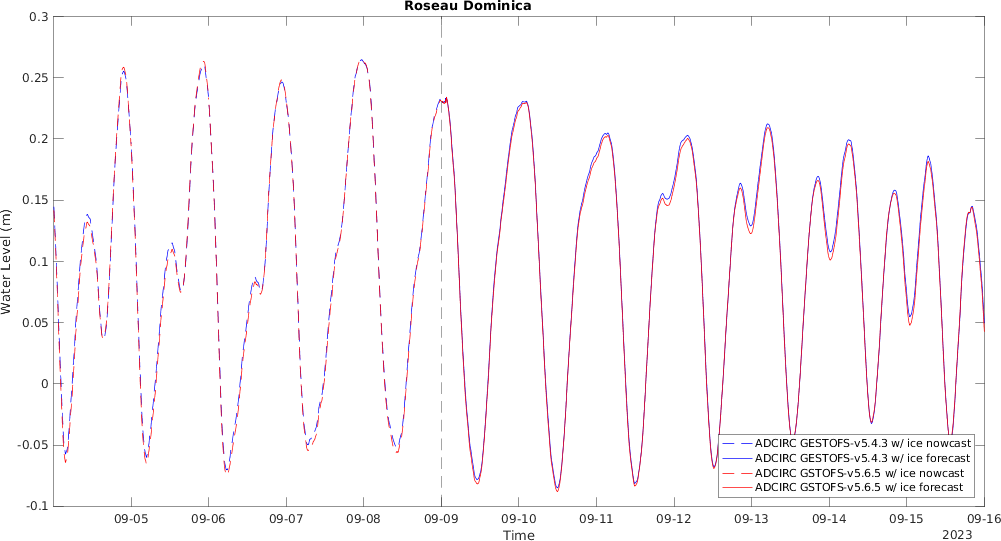 Roseau Dominica
0.3
0.25
0.2
0.15
0.1
0.05
0
-0.05
-0.1
Water Level (m)
ADCIRC GESTOFS-v5.4.3 w/ ice nowcast
ADCIRC GESTOFS-v5.4.3 w/ ice forecast
ADCIRC GSTOFS-v5.6.5 w/ ice nowcast
ADCIRC GSTOFS-v5.6.5 w/ ice forecast
09-05 09-06 09-07 09-08 09-09 09-10 09-11 09-12 09-13 09-14 09-15 09-16
Time
2023